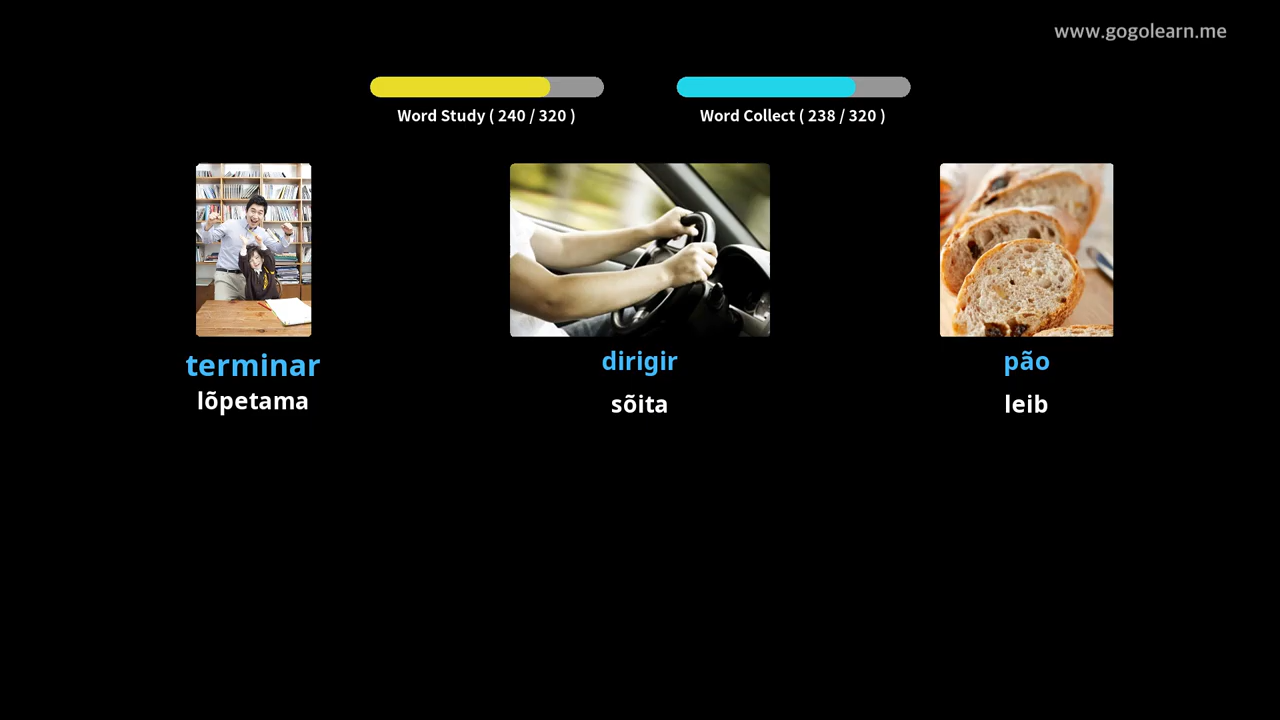 www.gogolearn.me
Word Study ( 240 / 320 )
Word Collect ( 238 / 320 )
terminar
lõpetama
dirigir
sõita
pão
leib